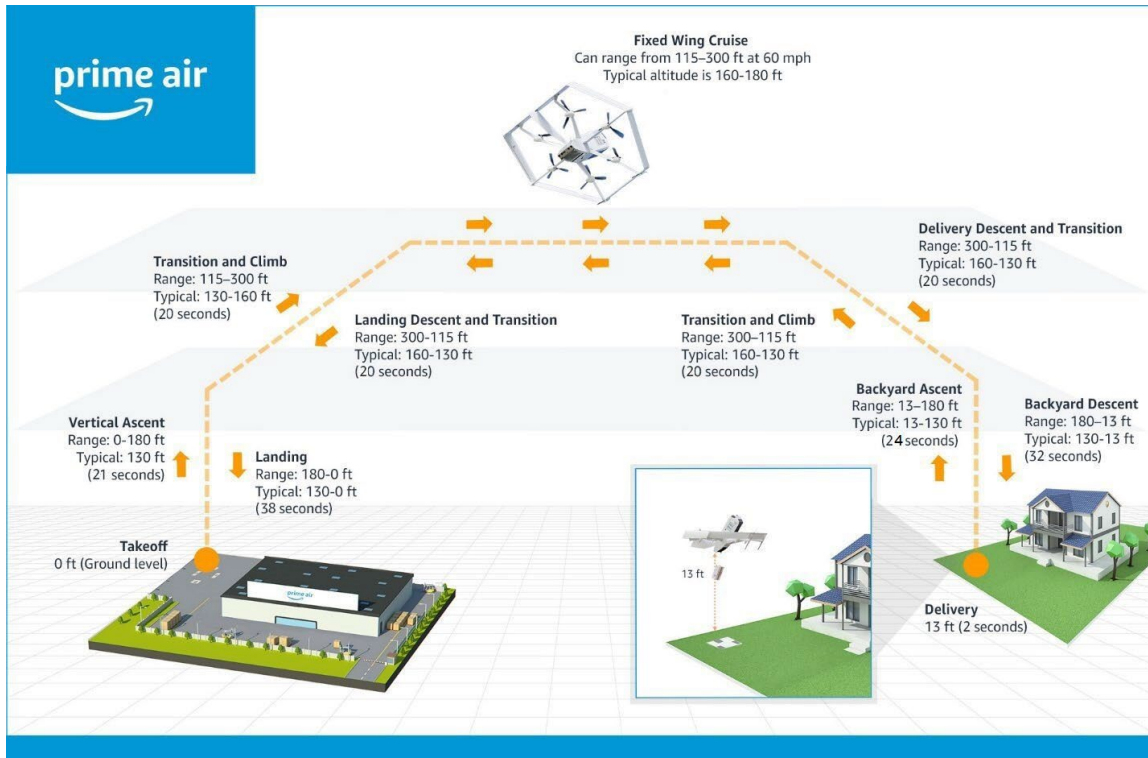 prime air
Fixed Wing Cruise
Can range from 115–300 ft at 60 mph
Typical altitude is 160-180 ft
Transition and Climb
Range: 115–300 ft
Typical: 130-160 ft
(20 seconds)
Landing Descent and Transition
Range: 300-115 ft
Typical: 160-130 ft
(20 seconds)
Transition and Climb
Range: 300–115 ft
Typical: 160-130 ft
(20 seconds)
Delivery Descent and Transition
Range: 300-115 ft
Typical: 160-130 ft
(20 seconds)
Vertical Ascent
Range: 0-180 ft
Typical: 130 ft
(21 seconds)
Landing
Range: 180-0 ft
Typical: 130-0 ft
(38 seconds)
Backyard Ascent
Range: 13–180 ft
Typical: 13-130 ft
(24 seconds)
Backyard Descent
Range: 180–13 ft
Typical: 130-13 ft
(32 seconds)
Takeoff
0 ft (Ground level)
prime air
13 ft
Delivery
13 ft (2 seconds)